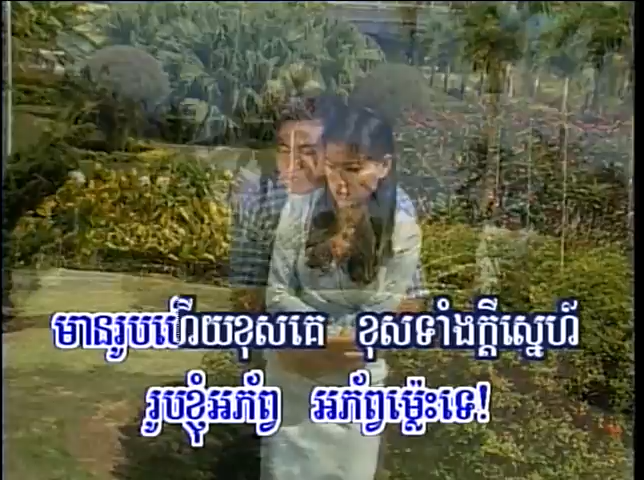 មានរូបហើយខុសគេ ខុសទាំងក្ដីស្នេហ៍
រូបខ្ញុំអភ័ព្វ អភ័ព្វម្ល៉េះទេ!